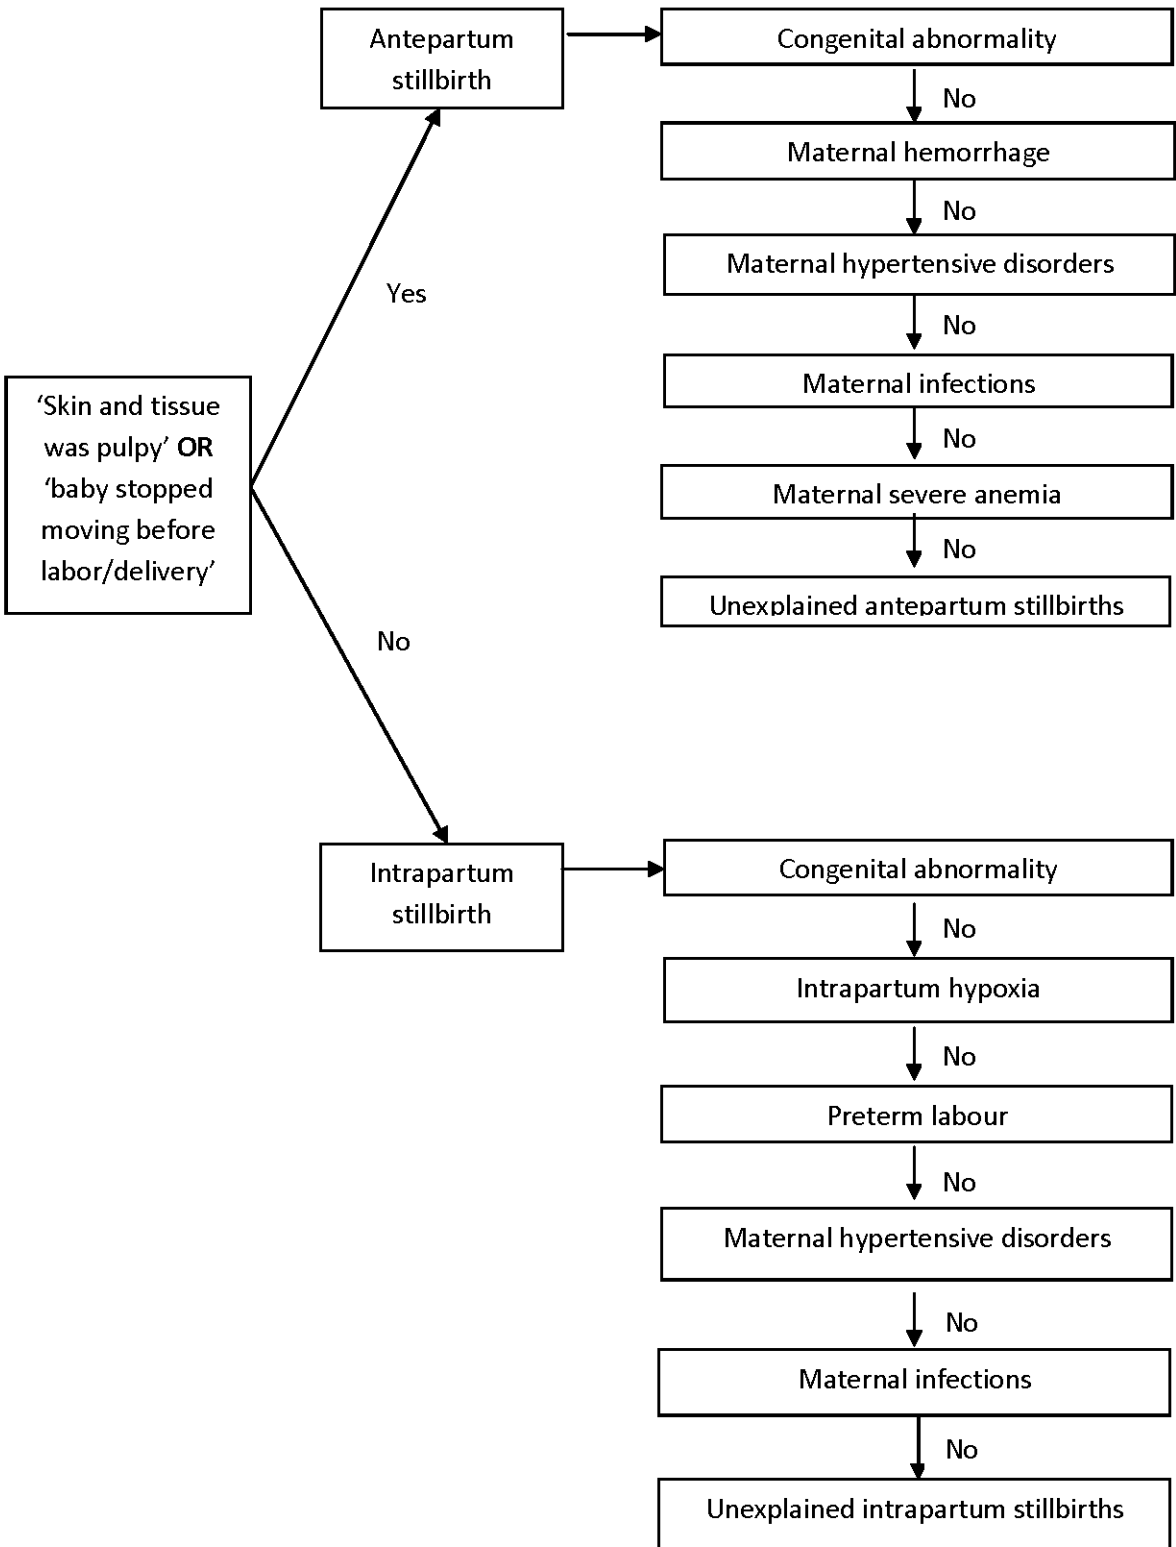 Antepartum
stillbirth
Congenital abnormality
No
Maternal hemorrhage
No
Maternal hypertensive disorders
No
Maternal infections
No
Maternal severe anemia
No
Unexplained antepartum stillbirths
Yes
‘Skin and tissue
was pulpy’ OR
‘baby stopped
moving before
labor/delivery’
No
Intrapartum
stillbirth
Congenital abnormality
No
Intrapartum hypoxia
No
Preterm labour
No
Maternal hypertensive disorders
No
Maternal infections
No
Unexplained intrapartum stillbirths